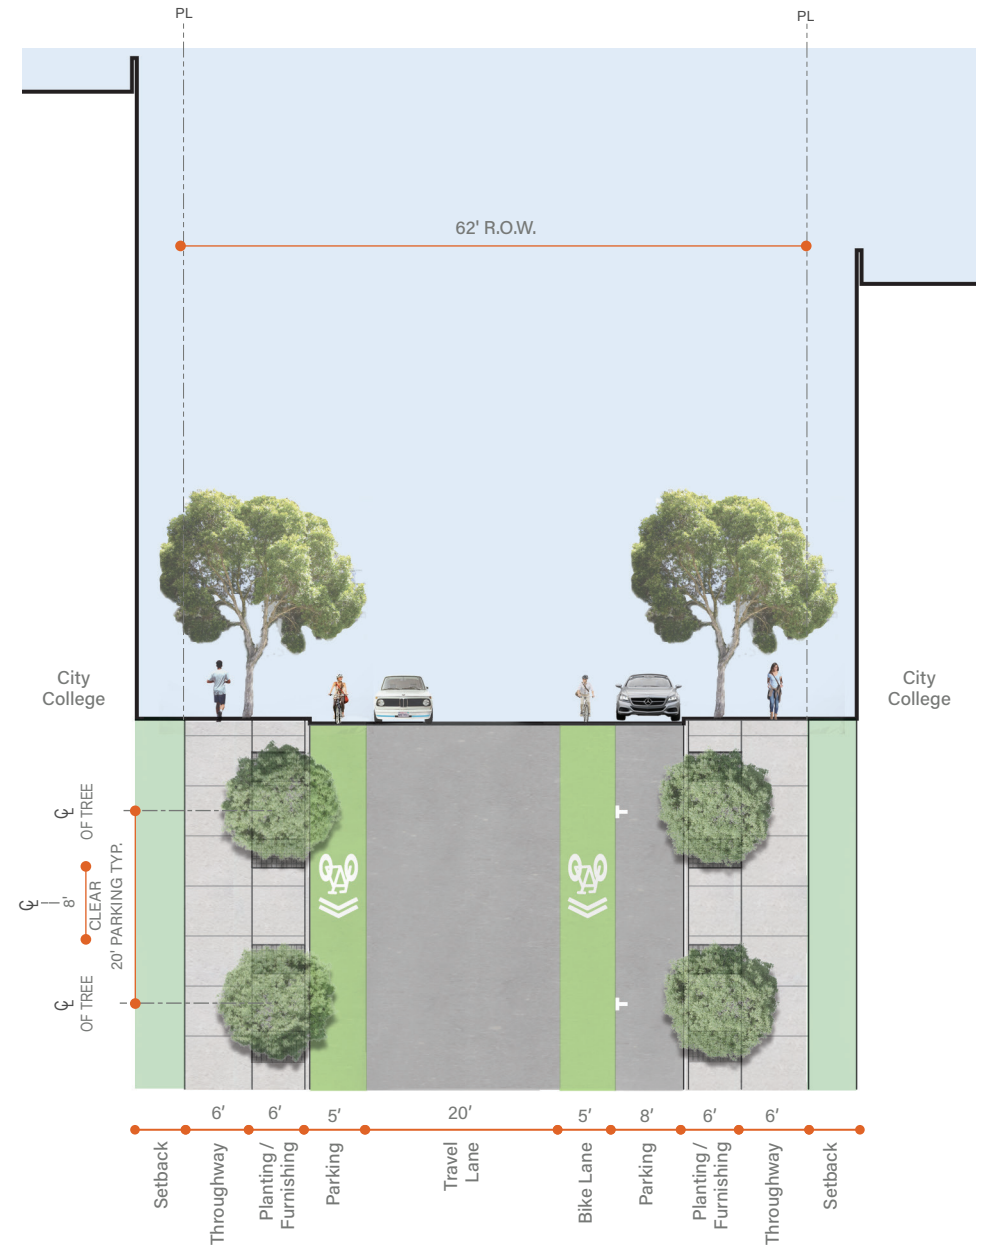 PL
PL
62' R.O.W.
City
College
City
College
℄
OF TREE
℄
8'
CLEAR
20' PARKING TYP.
℄
OF TREE
6’
6’
5’
20’
5’
8’
6’
6’
Setback
Throughway
Planting /
Furnishing
Parking
Travel
Lane
Bike Lane
Parking
Planting /
Furnishing
Throughway
Setback